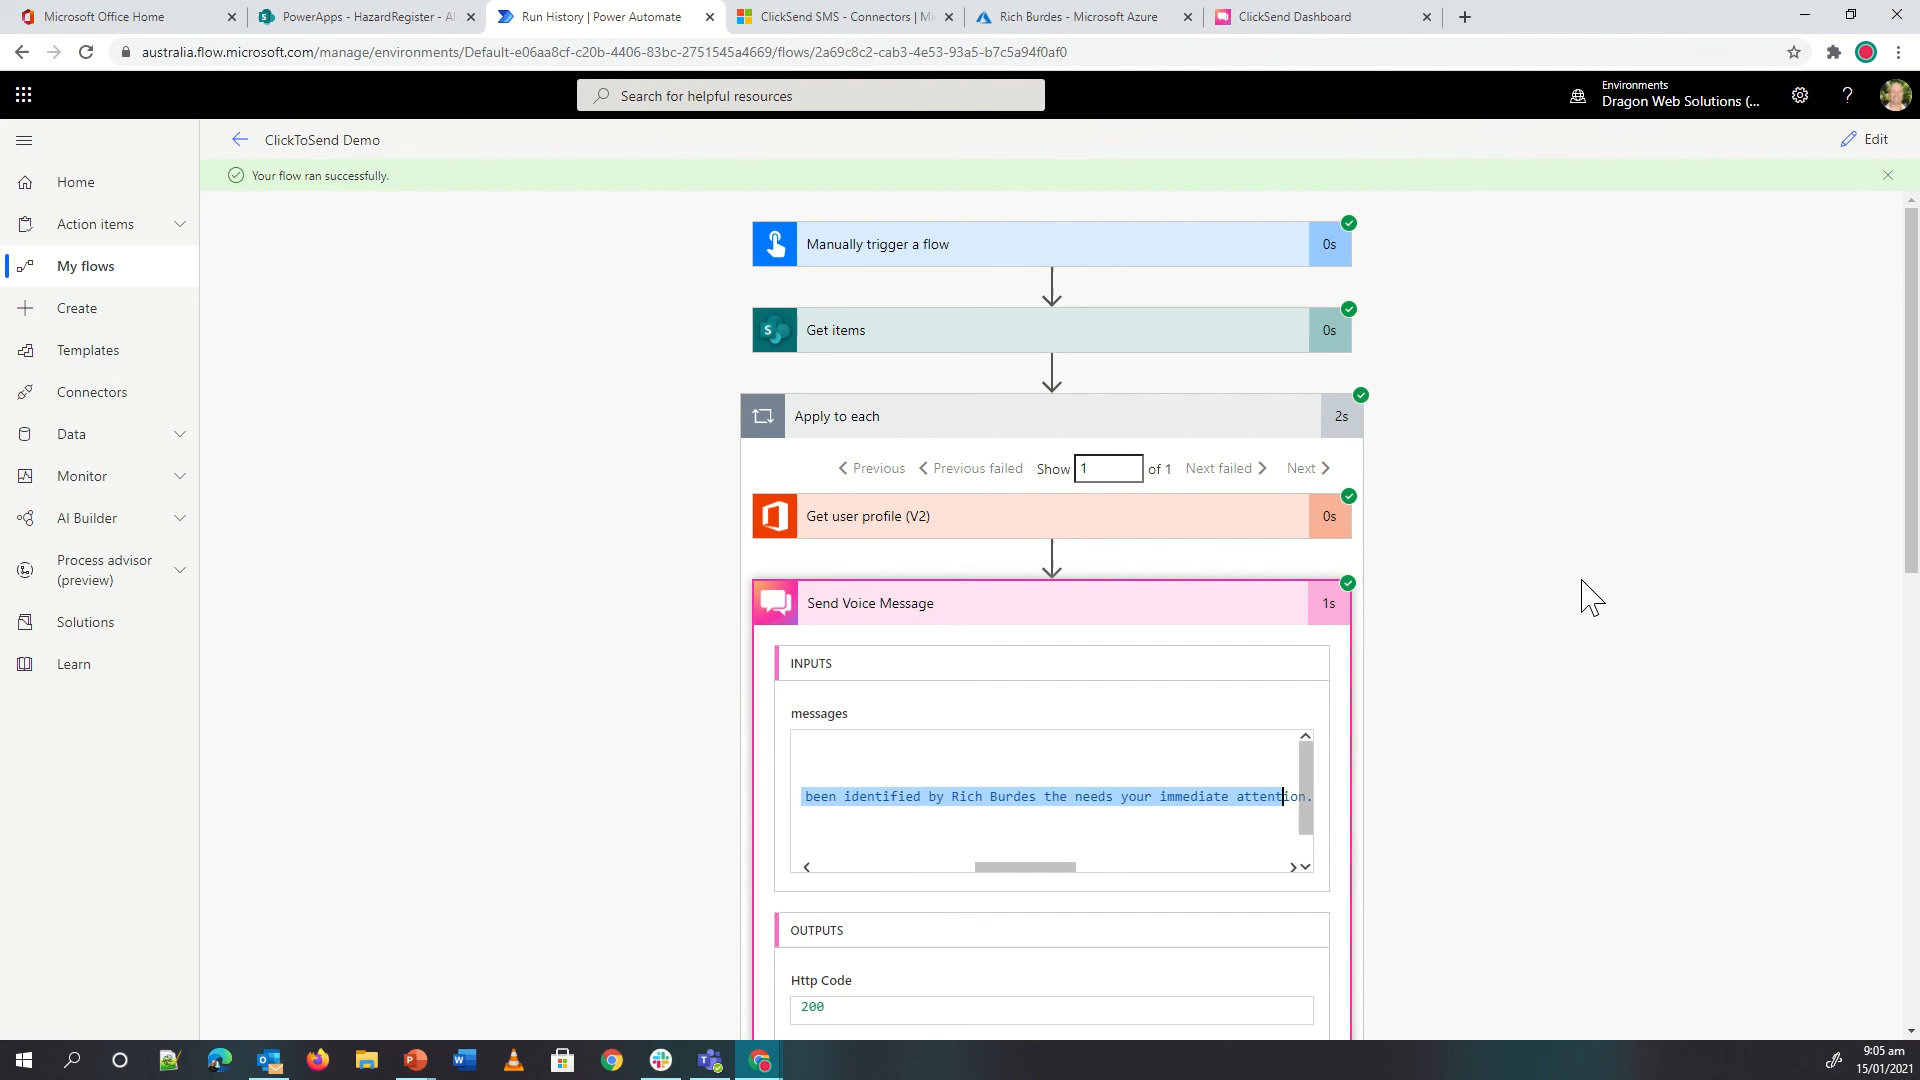 Microsoft Office Home
PowerApps - HazardRegister - Al
Run History | Power Automate
ClickSend SMS - Connectors | Mi
Rich Burdes - Microsoft Azure
ClickSend Dashboard
australia.flow.microsoft.com/manage/environments/Default-e06aa8cf-c20b-4406-83bc-2751545a4669/flows/2a69c8c2-cab3-4e53-93a5-b7c5a94f0af0
Search for helpful resources
Environments
Dragon Web Solutions (...
ClickToSend Demo
Edit
Your flow ran successfully.
Home
Action items
My flows
Create
Templates
Connectors
Data
Monitor
AI Builder
Process advisor
(preview)
Solutions
Learn
Manually trigger a flow
0s
Get items
0s
Apply to each
2s
Previous
Previous failed
Show
1
of 1
Next failed
Next
Get user profile (V2)
0s
Send Voice Message
1s
INPUTS
messages
been identified by Rich Burdes the needs your immediate attention.
OUTPUTS
Http Code
200
9:05 am
15/01/2021